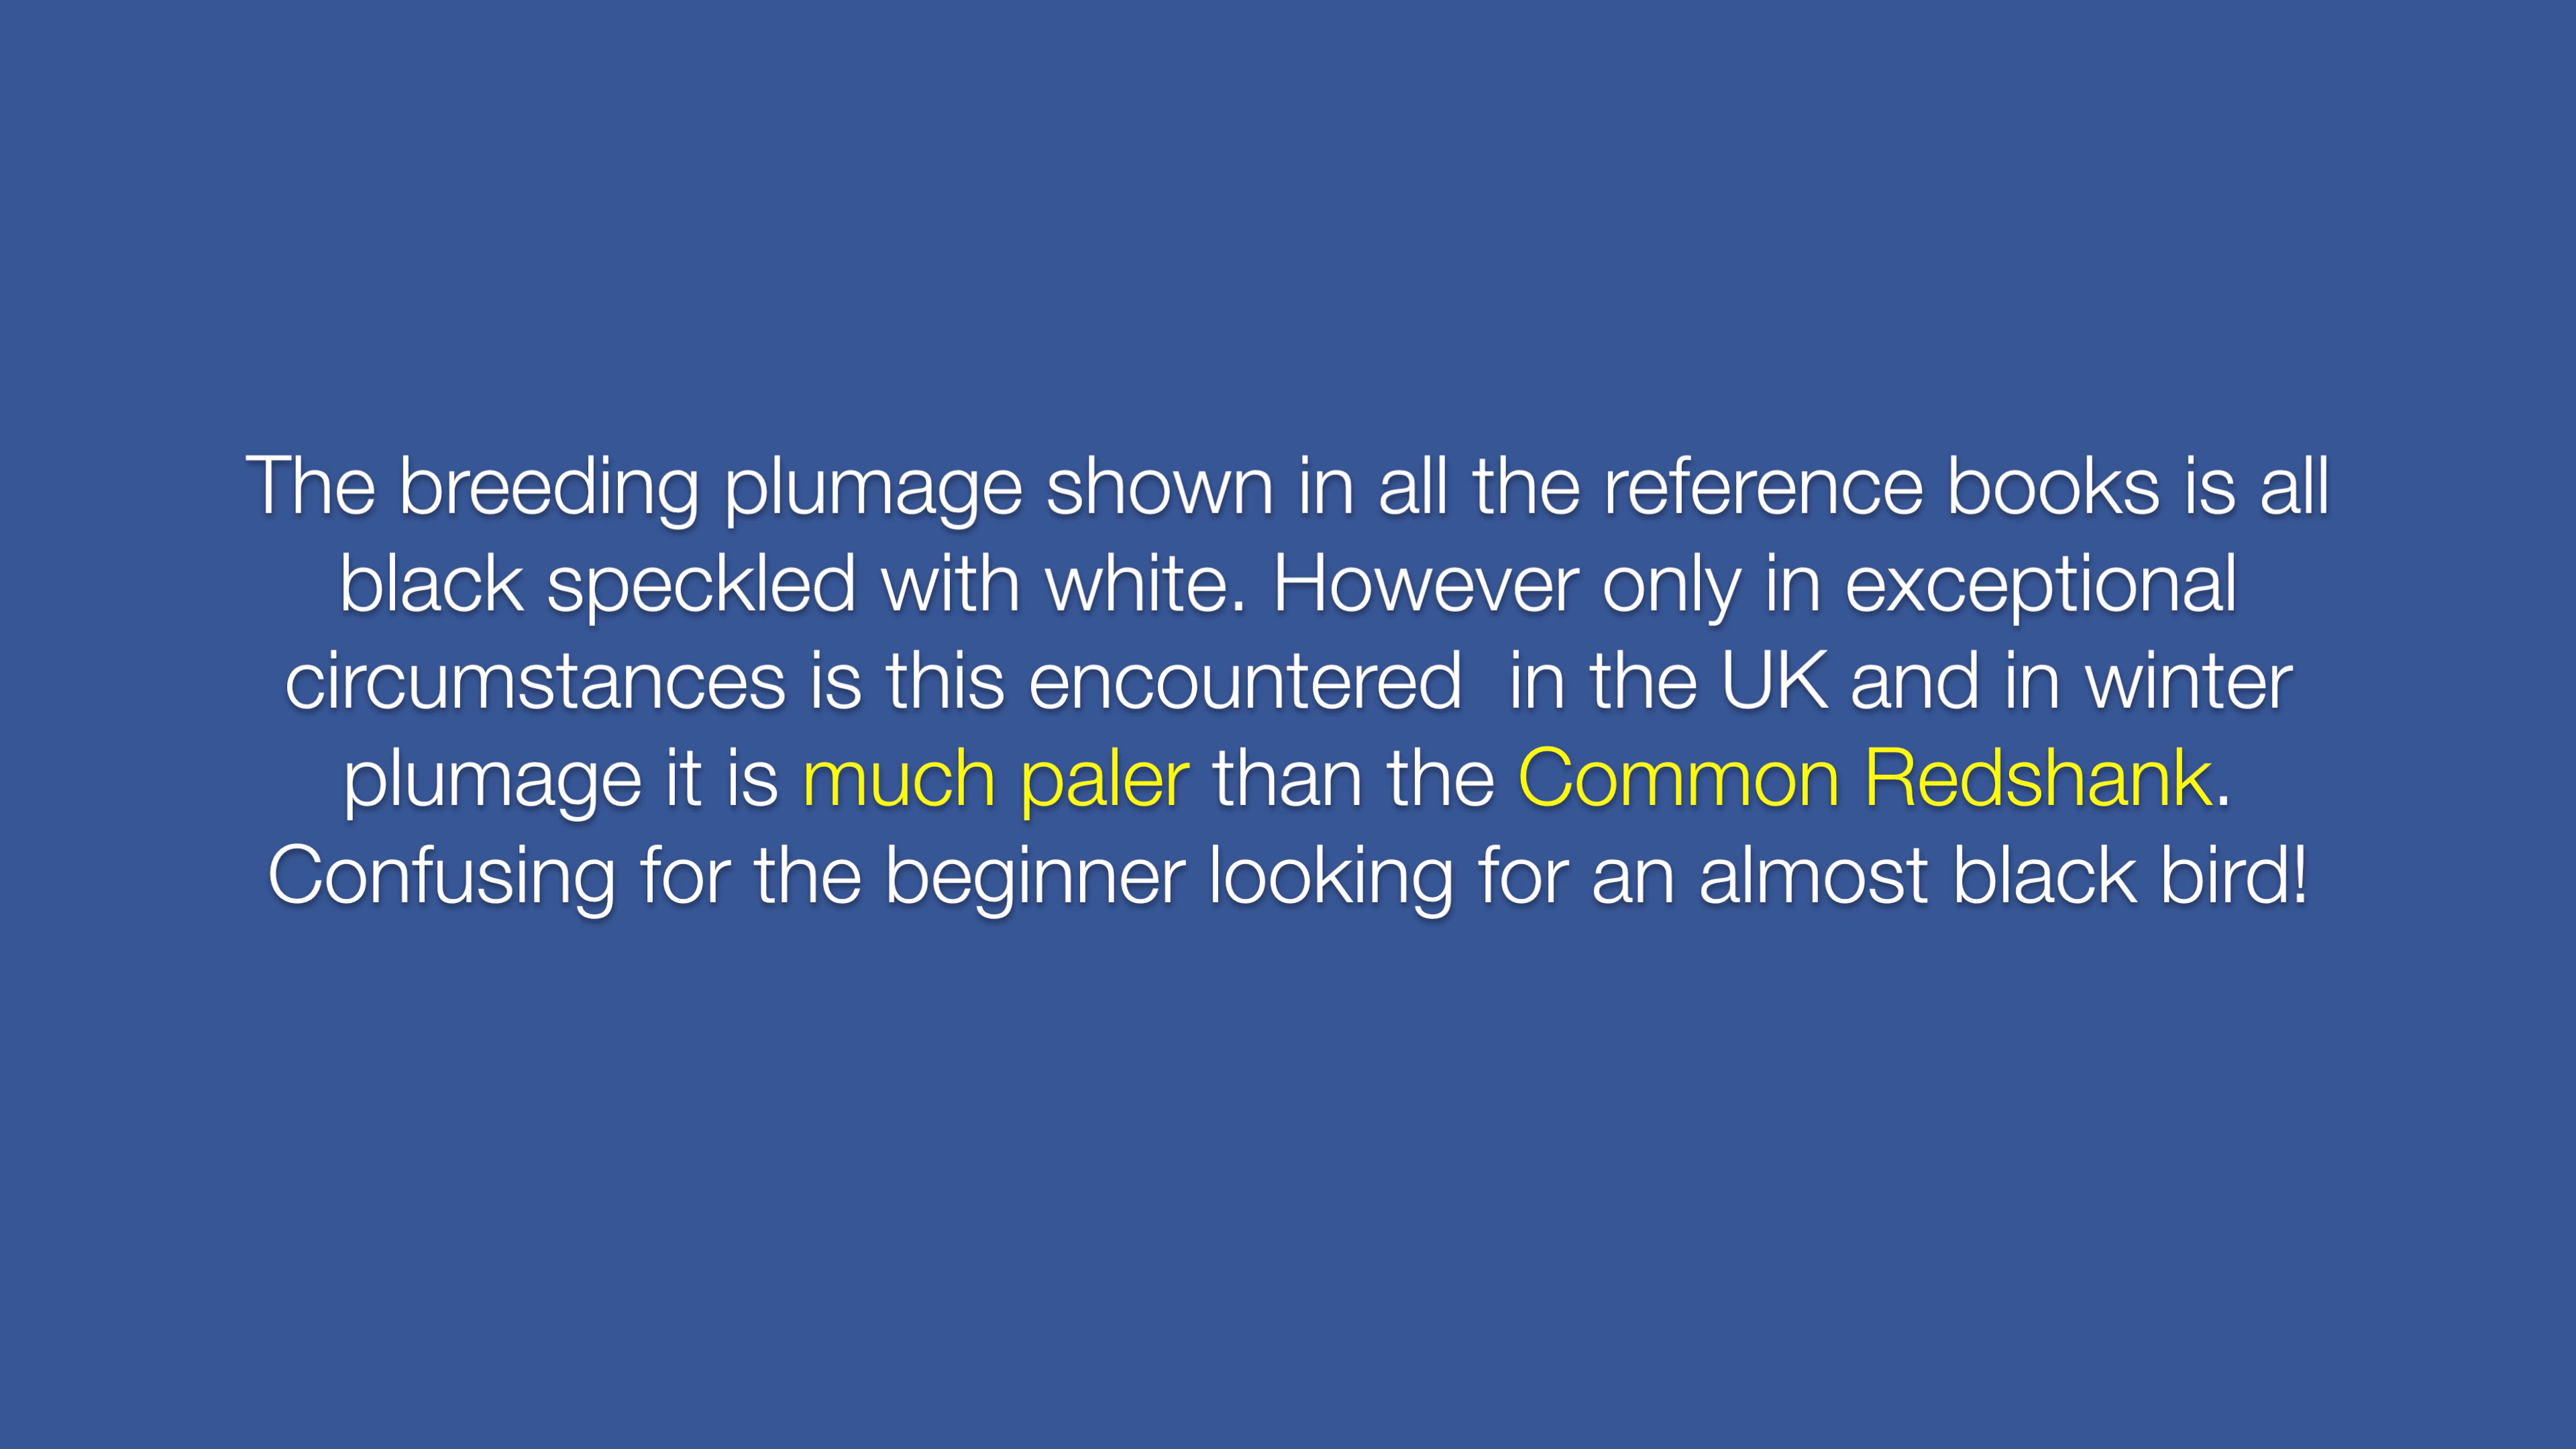 The breeding plumage shown in all the reference books is all
black speckled with white. However only in exceptional
circumstances is this encountered  in the UK and in winter
plumage it is much paler than the Common Redshank.
Confusing for the beginner looking for an almost black bird!